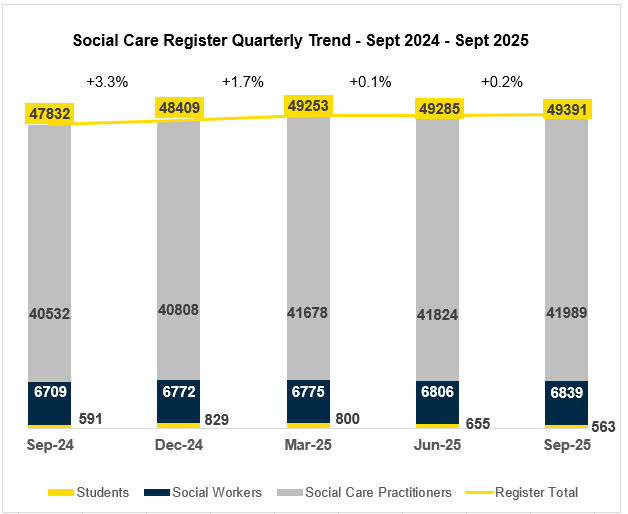 Social Care Register Quarterly Trend - Sept 2024 - Sept 2025
+3.3% +1.7% +0.1% +0.2%
47832 48409 49253 49285 49391
40532 40808 41678 41824 41989
6709 6772 6775 6806 6839
591 829 800 655 563
Sep-24 Dec-24 Mar-25 Jun-25 Sep-25
Students Social Workers Social Care Practitioners Register Total